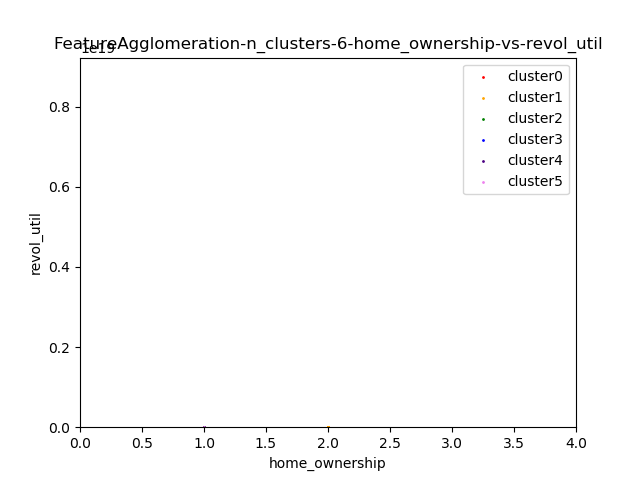 FeatureAgglomeration-n_clusters-6-home_ownership-vs-revol_util
1e19
cluster0
cluster1
cluster2
cluster3
cluster4
cluster5
0.8
0.6
0.4
0.2
0.0
revol_util
0.0 0.5 1.0 1.5 2.0 2.5 3.0 3.5 4.0
home_ownership